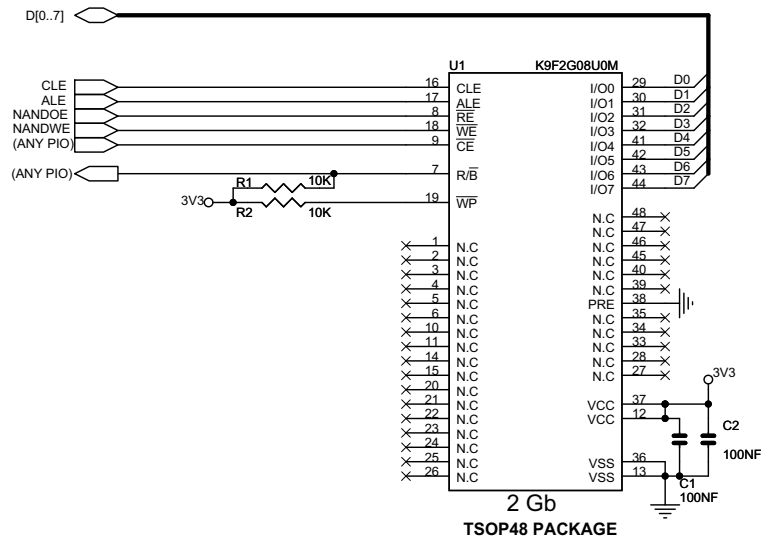 D[0..7]
U1 K9F2G08U0M
CLE 16 CLE I/O0 29 D0
ALE 17 ALE I/O1 30 D1
NANDOE 8 RE I/O2 31 D2
NANDWE 18 WE I/O3 32 D3
(ANY PIO) 9 CE I/O4 41 D4
I/O5 42 D5
(ANY PIO) 7 R/B I/O6 43 D6
R1 10K I/O7 44 D7
3V3 R2 10K 19 WP
N.C 48
N.C 47
1 N.C N.C 46
2 N.C N.C 45
3 N.C N.C 40
4 N.C N.C 39
5 N.C PRE 38
6 N.C N.C 35
10 N.C N.C 34
11 N.C N.C 33
14 N.C N.C 28
15 N.C N.C 27
20 N.C
3V3
21 N.C VCC 37
22 N.C VCC 12
23 N.C C2
24 N.C 100NF
25 N.C VSS 36
26 N.C VSS 13
C1
100NF
2 Gb
TSOP48 PACKAGE